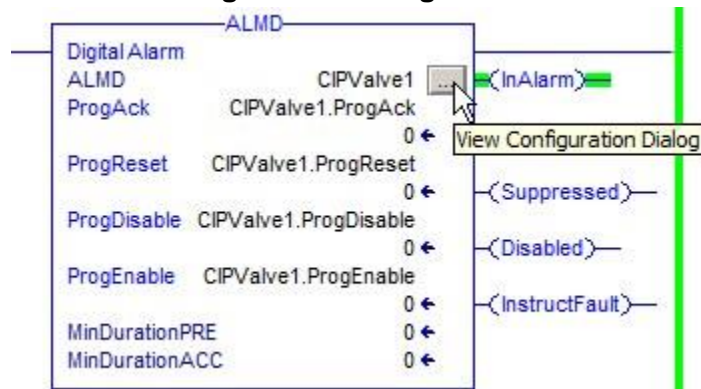 ALMD
Digital Alarm
ALMD CIPValve1 ... (InAlarm)
ProgAck CIPValve1.ProgAck
0
View Configuration Dialog
ProgReset CIPValve1.ProgReset
0 (Suppressed)
ProgDisable CIPValve1.ProgDisable
0 (Disabled)
ProgEnable CIPValve1.ProgEnable
0 (InstructFault)
MinDurationPRE 0
MinDurationACC 0